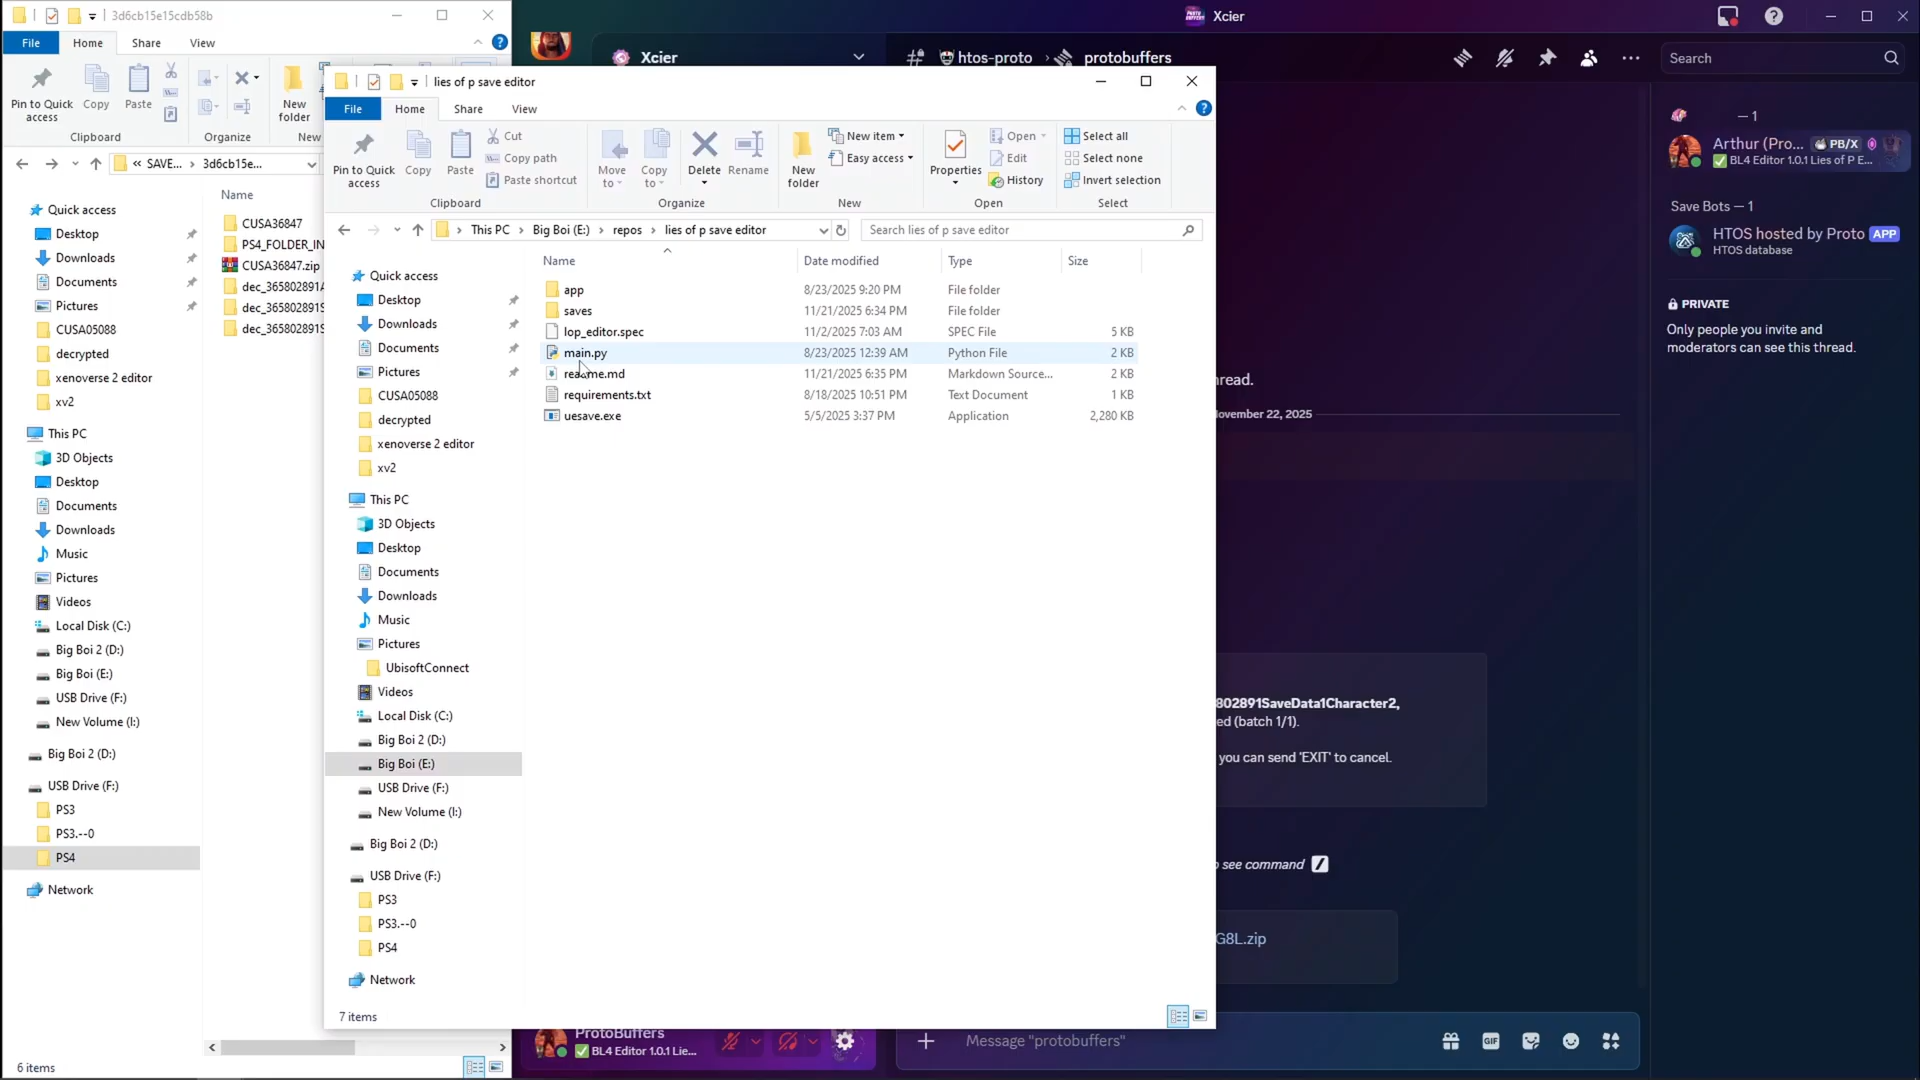 3d6cb15e15cdb58b
File
Home
Share
View
Pin to Quick access
Copy
Paste
New folder
Clipboard
Organize
New
SAVE...
3d6cb15e...
Name
Quick access
Desktop
Downloads
Documents
Pictures
CUSA05088
decrypted
xenoverse 2 editor
xv2
This PC
3D Objects
Desktop
Documents
Downloads
Music
Pictures
Videos
Local Disk (C:)
Big Boi 2 (D:)
Big Boi (E:)
USB Drive (F:)
New Volume (I:)
Big Boi 2 (D:)
USB Drive (F:)
PS3
PS3.--0
PS4
Network
CUSA36847
PS4_FOLDER_IN
CUSA36847.zip
dec_365802891
dec_365802891S
dec_365802891S
6 items
lies of p save editor
File
Home
Share
View
Pin to Quick access
Copy
Paste
Cut
Copy path
Paste shortcut
Clipboard
Move to
Copy to
Delete
Rename
Organize
New folder
New item
Easy access
New
Properties
Open
Edit
History
Open
Select all
Select none
Invert selection
Select
This PC
Big Boi (E:)
repos
lies of p save editor
Search lies of p save editor
Name
Date modified
Type
Size
app 8/23/2025 9:20 PM File folder
saves 11/21/2025 6:34 PM File folder
lop_editor.spec 11/2/2025 7:03 AM SPEC File 5 KB
main.py 8/23/2025 12:39 AM Python File 2 KB
readme.md 11/21/2025 6:35 PM Markdown Source... 2 KB
requirements.txt 8/18/2025 10:51 PM Text Document 1 KB
uesave.exe 5/5/2025 3:37 PM Application 2,280 KB
Quick access
Desktop
Downloads
Documents
Pictures
CUSA05088
decrypted
xenoverse 2 editor
xv2
This PC
3D Objects
Desktop
Documents
Downloads
Music
Pictures
UbisoftConnect
Videos
Local Disk (C:)
Big Boi 2 (D:)
Big Boi (E:)
USB Drive (F:)
New Volume (I:)
Big Boi 2 (D:)
USB Drive (F:)
PS3
PS3.--0
PS4
Network
7 items
Xcier
Xcier
htos-proto
protobuffers
Search
— 1
Arthur (Pro...
PB/X
BL4 Editor 1.0.1 Lies of P E...
Save Bots — 1
HTOS hosted by Proto APP
HTOS database
PRIVATE
Only people you invite and
moderators can see this thread.
read.
ovember 22, 2025
802891SaveData1Character2,
ed (batch 1/1).
you can send 'EXIT' to cancel.
see command /
G8L.zip
ProtoBuffers
BL4 Editor 1.0.1 Lie...
Message "protobuffers"
GIF